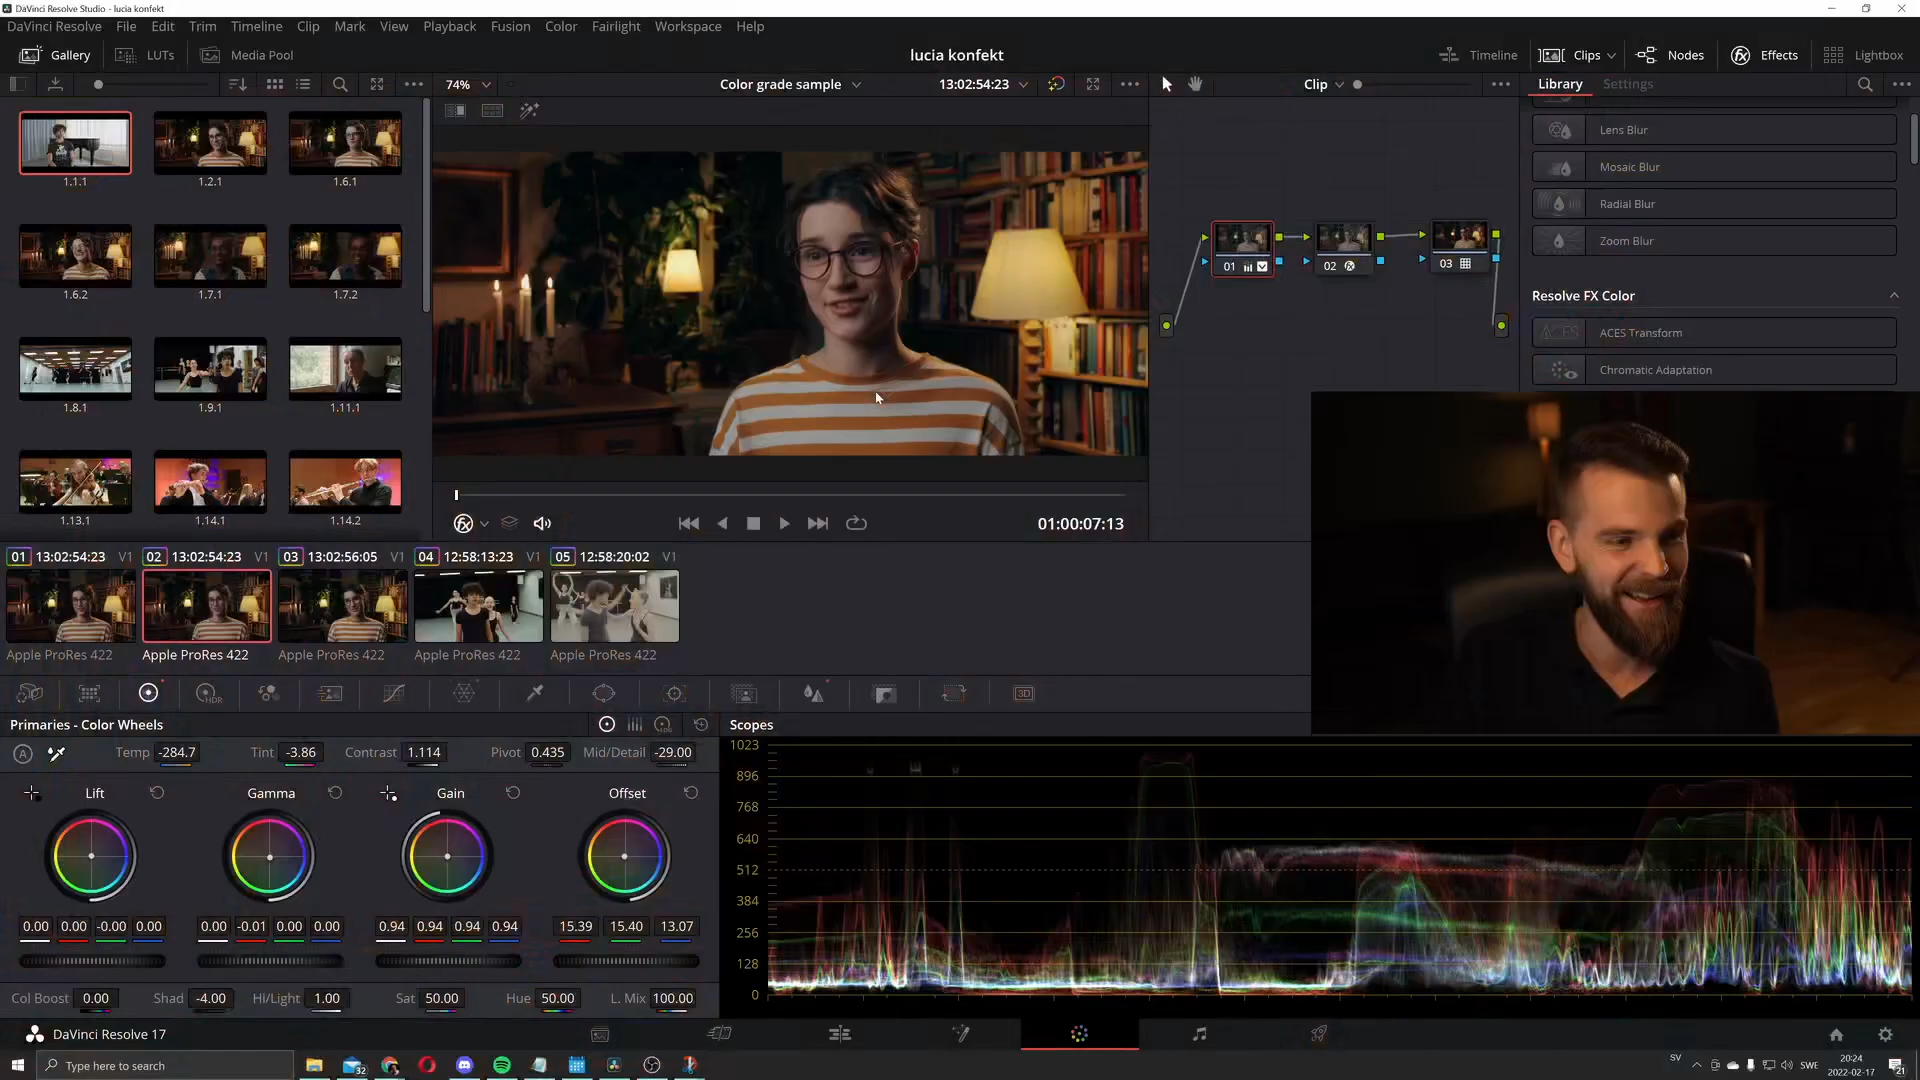 DaVinci Resolve Studio - lucia konfekt
DaVinci Resolve File Edit Trim Timeline Clip Mark View Playback Fusion Color Fairlight Workspace Help
Gallery LUTs Media Pool lucia konfekt Timeline Clips Nodes Effects Lightbox
74% Color grade sample 13:02:54:23 Clip Library Settings
Lens Blur
Mosaic Blur
Radial Blur
Zoom Blur
Resolve FX Color
ACES Transform
Chromatic Adaptation
1.1.1 1.2.1 1.6.1
1.6.2 1.7.1 1.7.2
1.8.1 1.9.1 1.11.1
1.13.1 1.14.1 1.14.2
01 02 03
01:00:07:13
01 13:02:54:23 V1 02 13:02:54:23 V1 03 13:02:56:05 V1 04 12:58:13:23 V1 05 12:58:20:02 V1
Apple ProRes 422 Apple ProRes 422 Apple ProRes 422 Apple ProRes 422 Apple ProRes 422
HDR 3D
Primaries - Color Wheels
Temp -284.7 Tint -3.86 Contrast 1.114 Pivot 0.435 Mid/Detail -29.00
Lift Gamma Gain Offset
0.00 0.00 -0.00 0.00 0.00 -0.01 0.00 0.00 0.94 0.94 0.94 0.94 15.39 15.40 13.07
Col Boost 0.00 Shad -4.00 Hi/Light 1.00 Sat 50.00 Hue 50.00 L. Mix 100.00
Scopes
1023
896
768
640
512
384
256
128
0
DaVinci Resolve 17
Type here to search
32
SV
SWE
20:24
2022-02-17
21